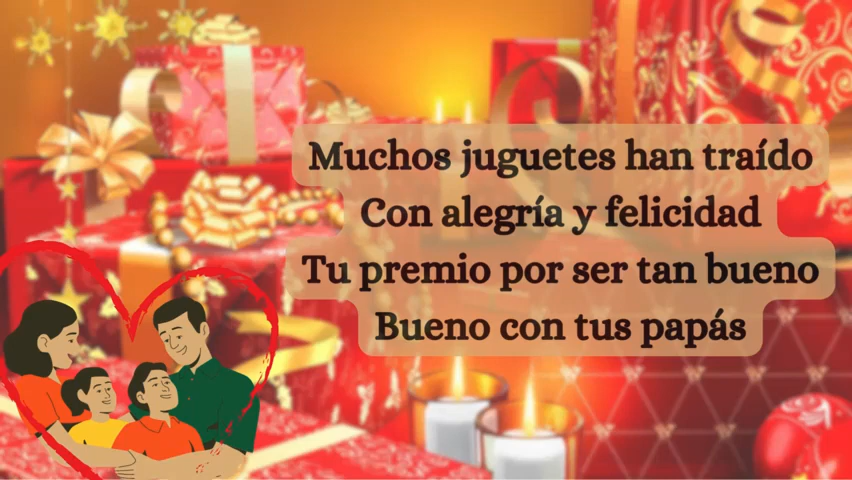 Muchos juguetes han traído
Con alegría y felicidad
Tu premio por ser tan bueno
Bueno con tus papás